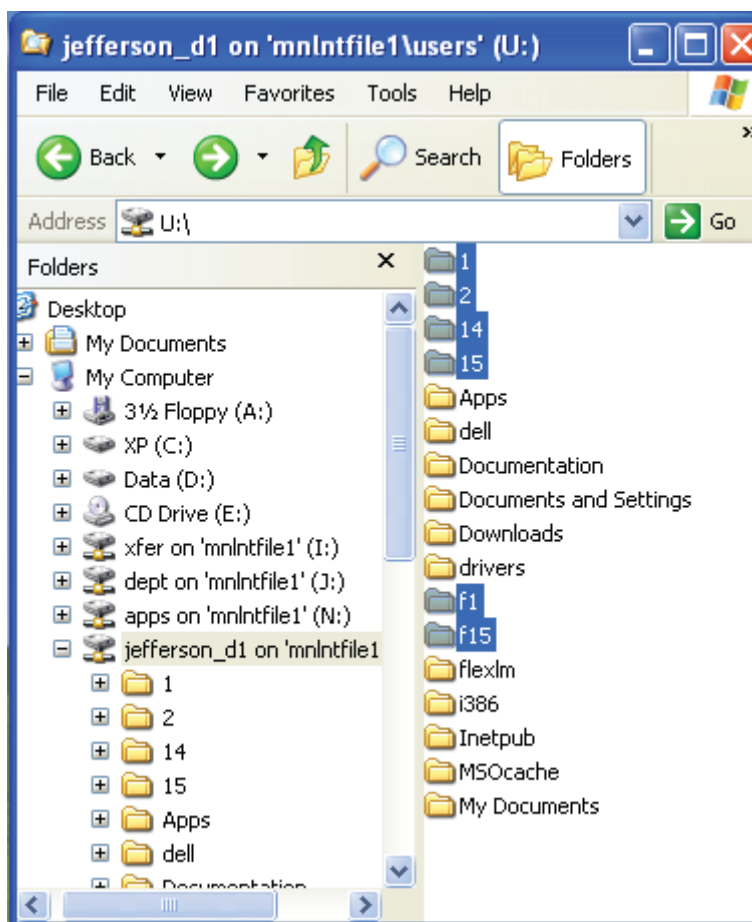 jefferson_d1 on 'mnlntfile1\users' (U:)
File Edit View Favorites Tools Help
Back Search Folders »
Address U:\ Go
Folders
Desktop
My Documents
My Computer
3½ Floppy (A:)
XP (C:)
Data (D:)
CD Drive (E:)
xfer on 'mnlntfile1' (I:)
dept on 'mnlntfile1' (J:)
apps on 'mnlntfile1' (N:)
jefferson_d1 on 'mnlntfile1
1
2
14
15
Apps
dell
Documentation
1
2
14
15
Apps
dell
Documentation
Documents and Settings
Downloads
drivers
f1
f15
flexlm
i386
Inetpub
MSOcache
My Documents